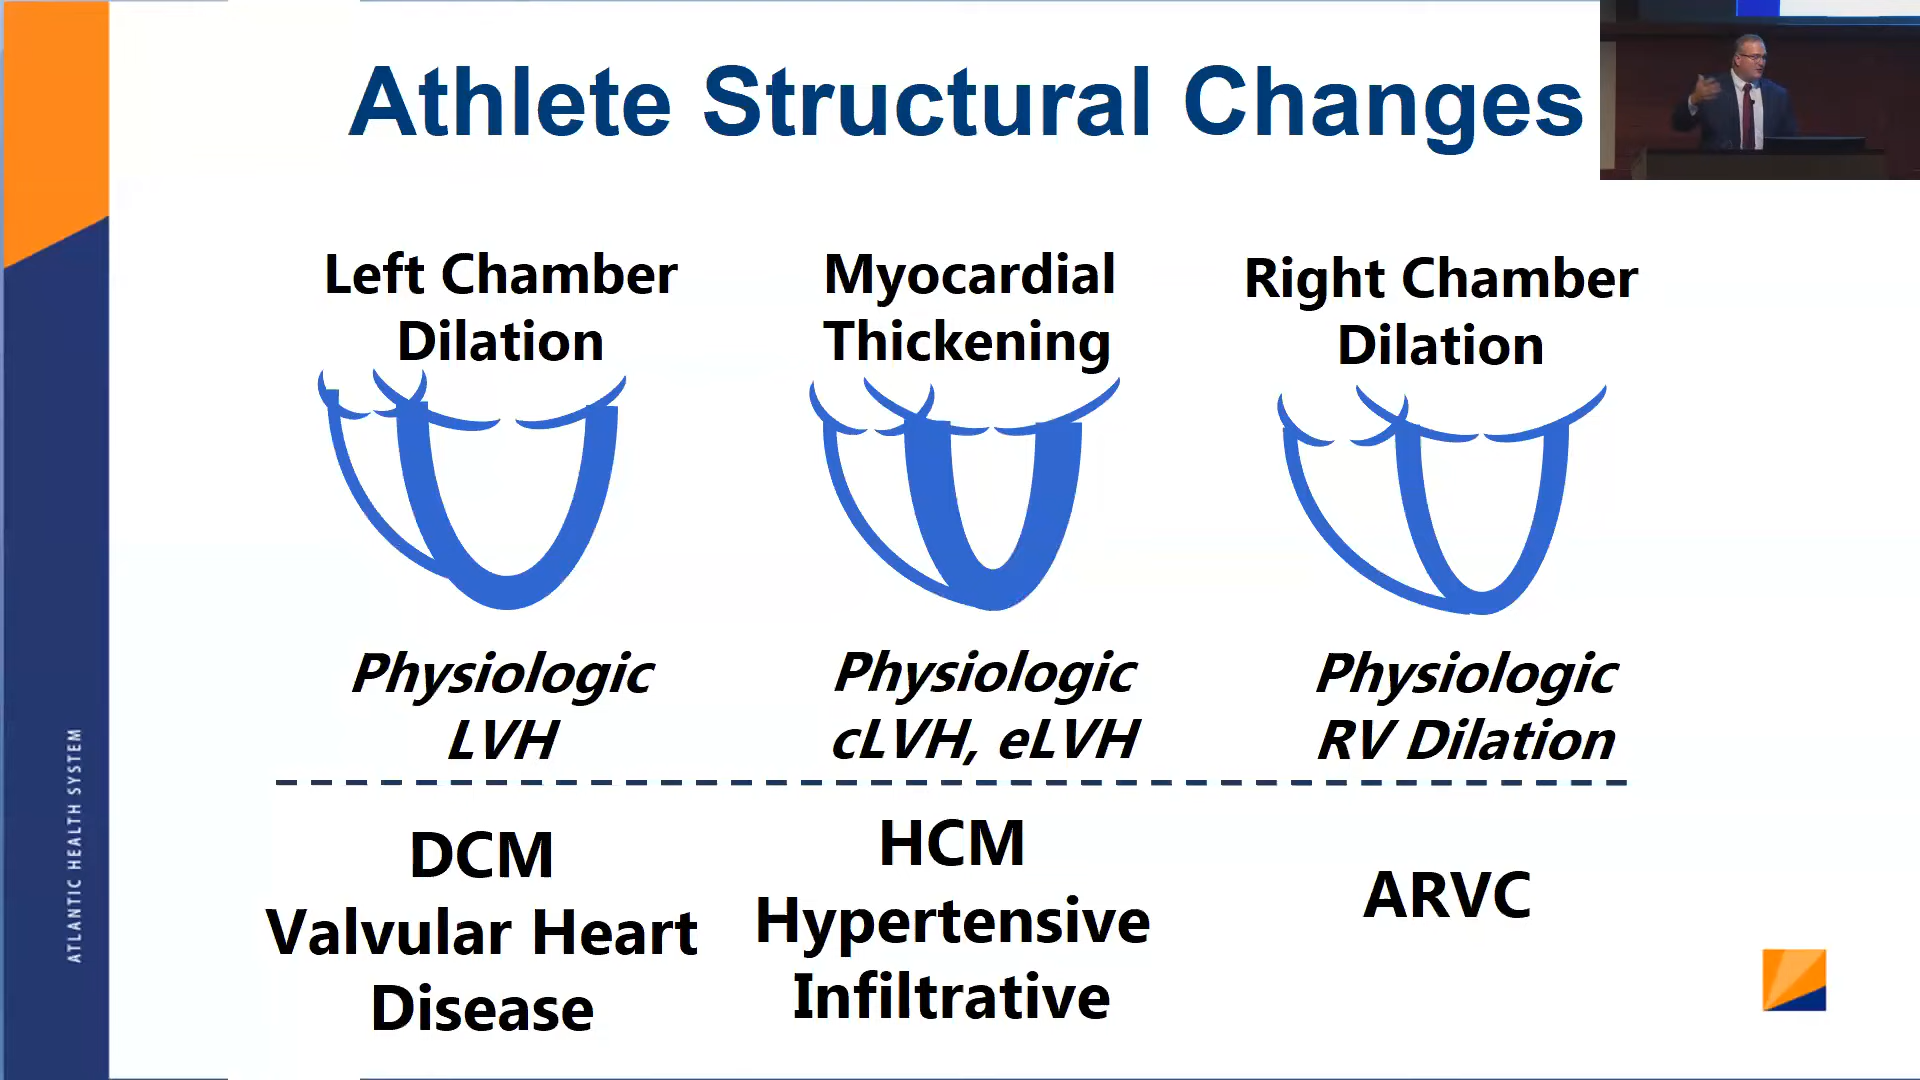 Athlete Structural Changes
Left Chamber
Dilation
Myocardial
Thickening
Right Chamber
Dilation
Physiologic
LVH
Physiologic
cLVH, eLVH
Physiologic
RV Dilation
DCM
Valvular Heart
Disease
HCM
Hypertensive
Infiltrative
ARVC
ATLANTIC HEALTH SYSTEM